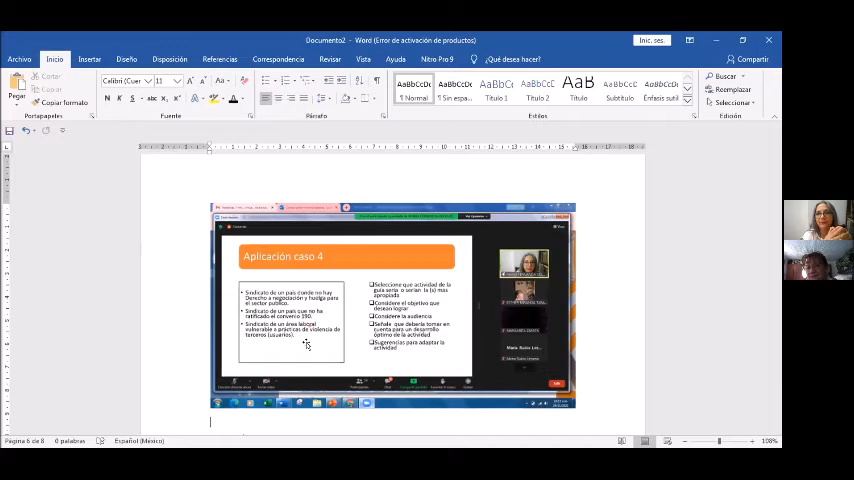 Documento2 - Word (Error de activación de productos)
Inic. ses.
Archivo Inicio Insertar Diseño Disposición Referencias Correspondencia Revisar Vista Nitro Pro 9 ¿Qué desea hacer? Compartir
Pegar
Cortar
Copiar
Copiar formato
Portapapeles
Calibri (Cuer 11
N K S abc
Fuente
Párrafo
AaBbCcDc AaBbCcDc AaBbCc AaBbCcD AaB AaBbCcD AaBbCcDc
¶ Normal ¶ Sin espa... Título 1 Título 2 Título Subtítulo Énfasis sutil
Estilos
Buscar
Reemplazar
Seleccionar
Edición
Aplicación caso 4
• Sindicato de un país donde no hay
Derecho a negociación y huelga para
el sector público.
• Sindicato de un país que no ha
ratificado el convenio 190.
• Sindicato de un área laboral
vulnerable a prácticas de violencia de
terceros (usuarios).
Seleccione que actividad de la
guía sería o serían la (s) mas
apropiada
Considere el objetivo que
desean lograr
Considere la audiencia
Señale que debería tomar en
cuenta para un desarrollo
óptimo de la actividad
Sugerencias para adaptar la
actividad
Página 6 de 8 0 palabras Español (México) 108%